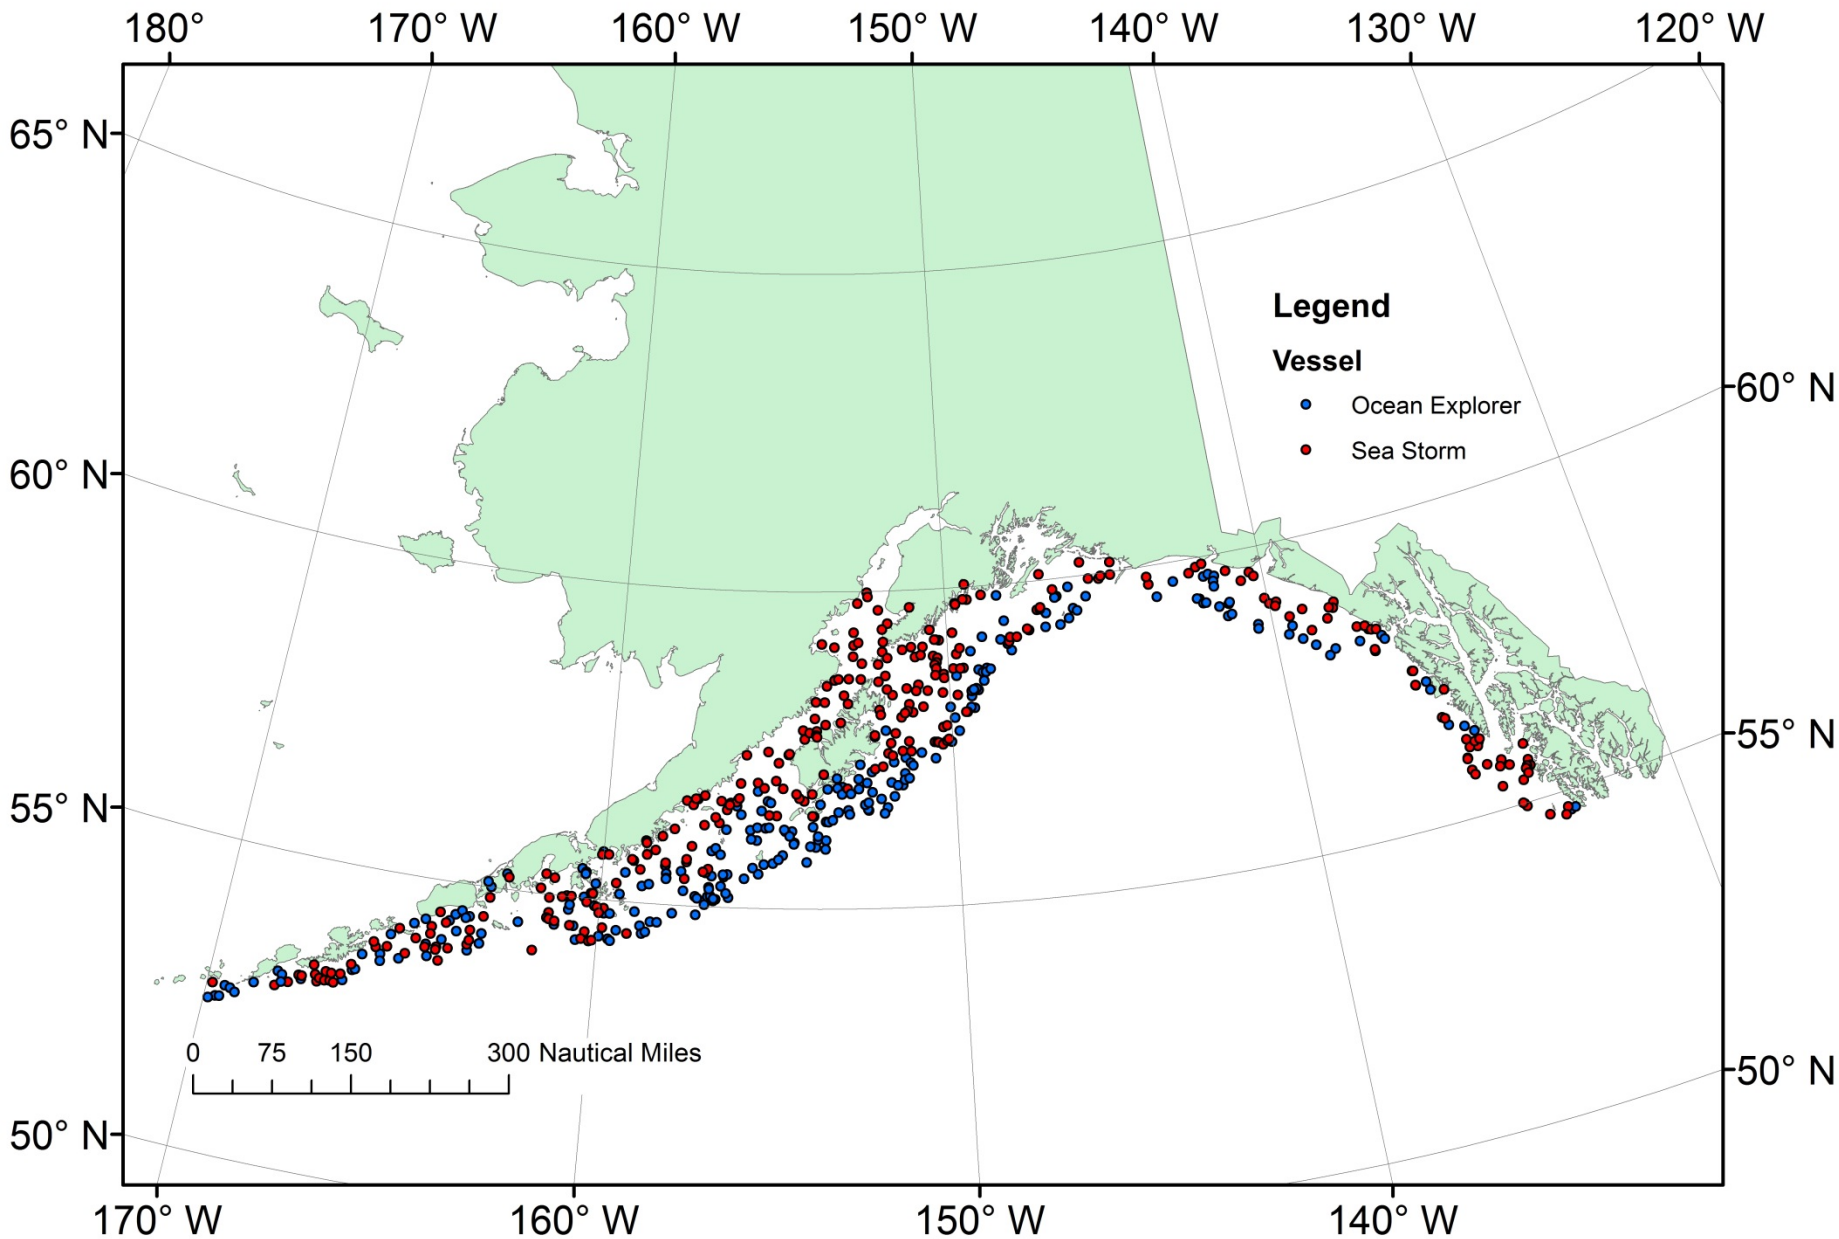 180° 170° W 160° W 150° W 140° W 130° W 120° W
65° N
60° N
55° N
50° N
Legend
Vessel
Ocean Explorer
Sea Storm
60° N
55° N
50° N
0 75 150 300 Nautical Miles
170° W 160° W 150° W 140° W